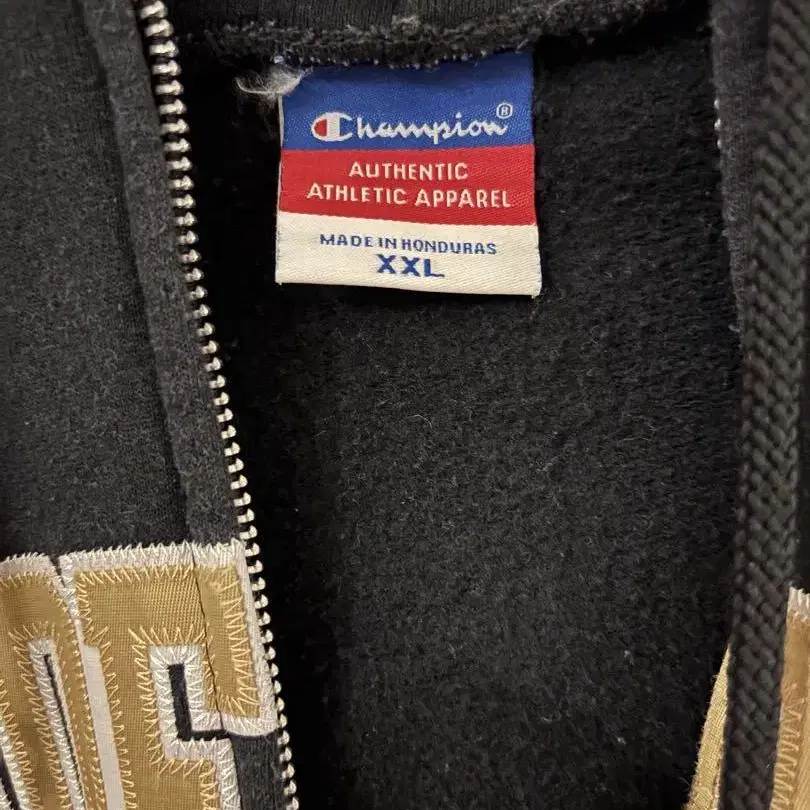 Champion®
AUTHENTIC
ATHLETIC APPAREL
MADE IN HONDURAS
XXL